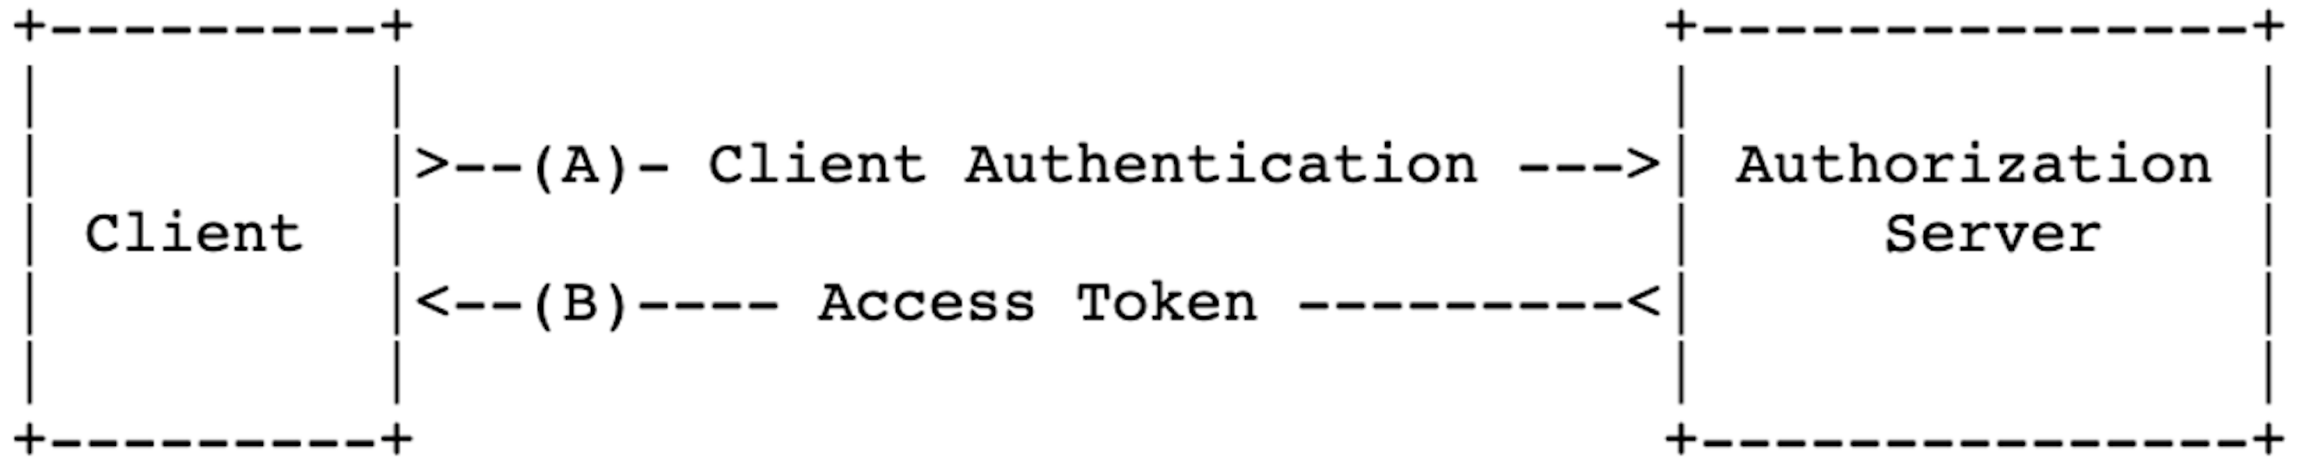 +---------+                                  +---------------+
|         |                                  |               |
|         |>--(A)- Client Authentication --->| Authorization |
| Client  |                                  |     Server    |
|         |<--(B)---- Access Token ---------<|               |
|         |                                  |               |
+---------+                                  +---------------+